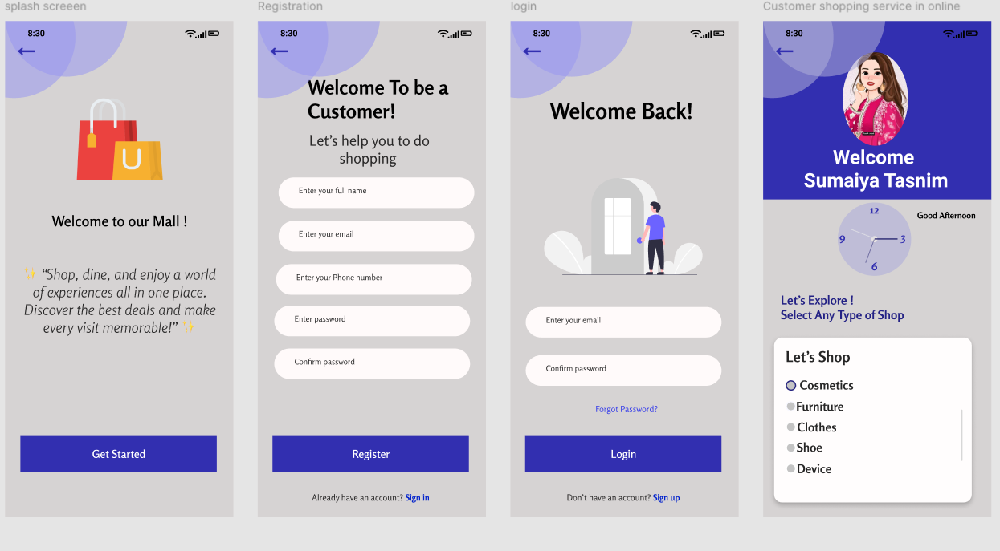 splash screeen
8:30
Welcome to our Mall !
✨ “Shop, dine, and enjoy a world
of experiences all in one place.
Discover the best deals and make
every visit memorable!” ✨
Get Started
Registration
8:30
Welcome To be a
Customer!
Let’s help you to do
shopping
Enter your full name
Enter your email
Enter your Phone number
Enter password
Confirm password
Register
Already have an account? Sign in
login
8:30
Welcome Back!
Enter your email
Confirm password
Forgot Password?
Login
Don’t have an account? Sign up
Customer shopping service in online
8:30
Welcome
Sumaiya Tasnim
12
Good Afternoon
9 3
6
Let’s Explore !
Select Any Type of Shop
Let’s Shop
Cosmetics
Furniture
Clothes
Shoe
Device